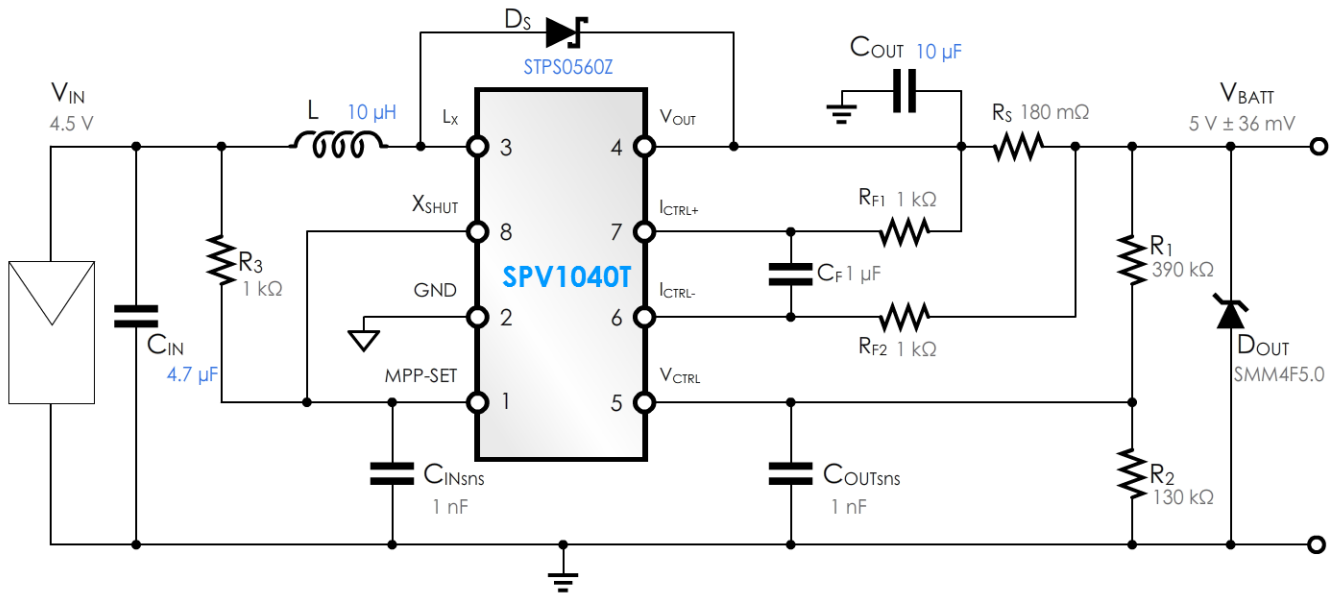 DS
STPS0560Z
COUT 10 µF
VIN
4.5 V
L 10 µH
LX
3
VOUT
4
RS 180 mΩ
VBATT
5 V ± 36 mV
XSHUT
8
ICTRL+
7
RF1 1 kΩ
R3
1 kΩ
SPV1040T
CF 1 µF
R1
390 kΩ
GND
2
ICTRL-
6
RF2 1 kΩ
CIN
4.7 µF
DOUT
SMM4F5.0
MPP-SET
1
VCTRL
5
CINsns
1 nF
COUTsns
1 nF
R2
130 kΩ